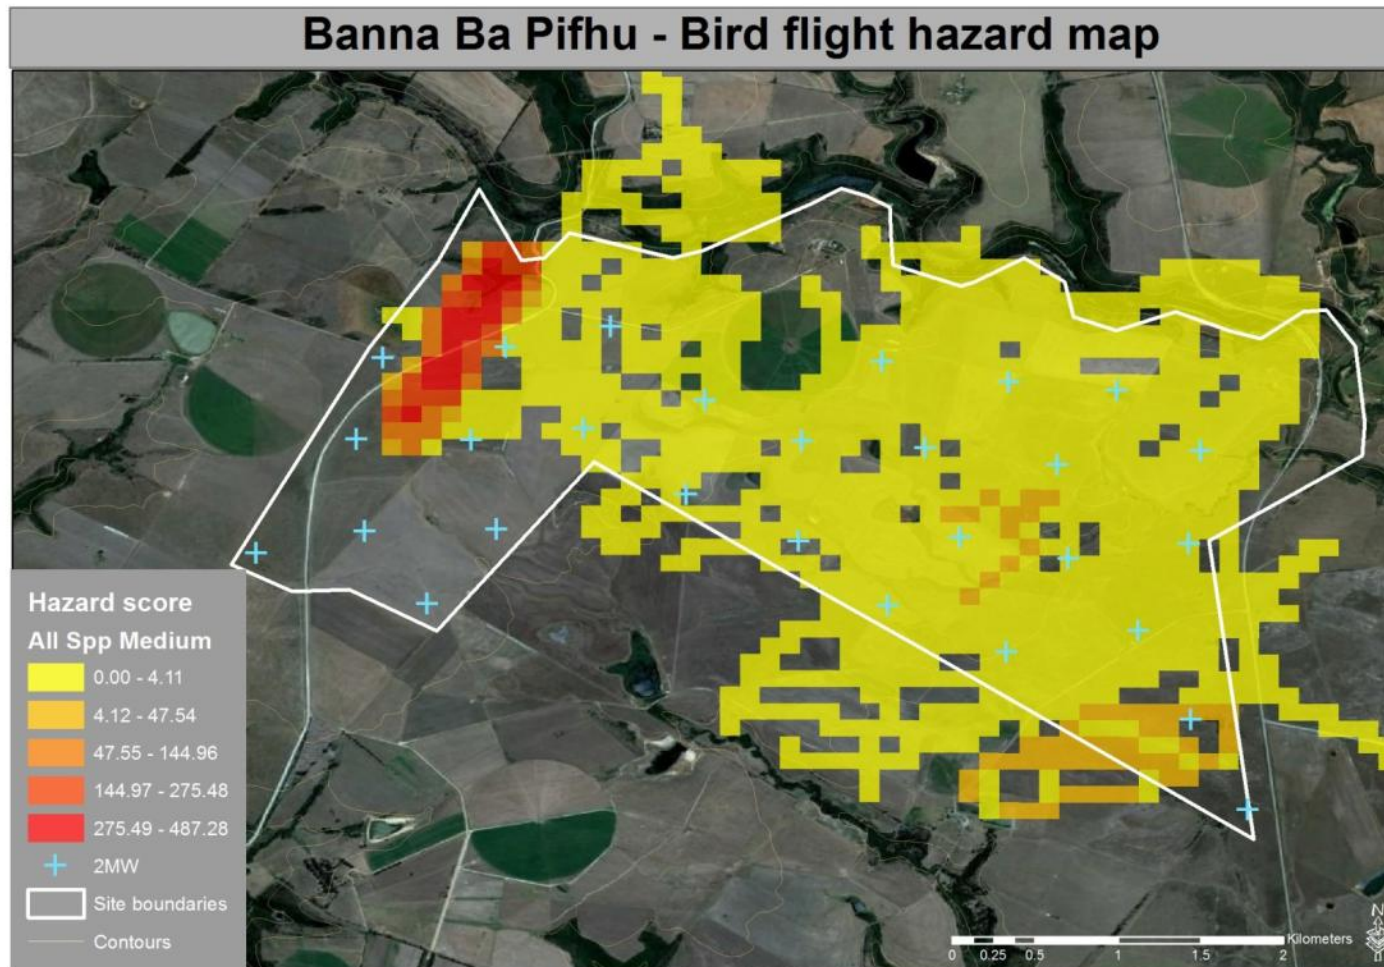 Banna Ba Pifhu - Bird flight hazard map
Hazard score
All Spp Medium
0.00 - 4.11
4.12 - 47.54
47.55 - 144.96
144.97 - 275.48
275.49 - 487.28
2MW
Site boundaries
Contours
N
Kilometers
0 0.25 0.5 1 1.5 2